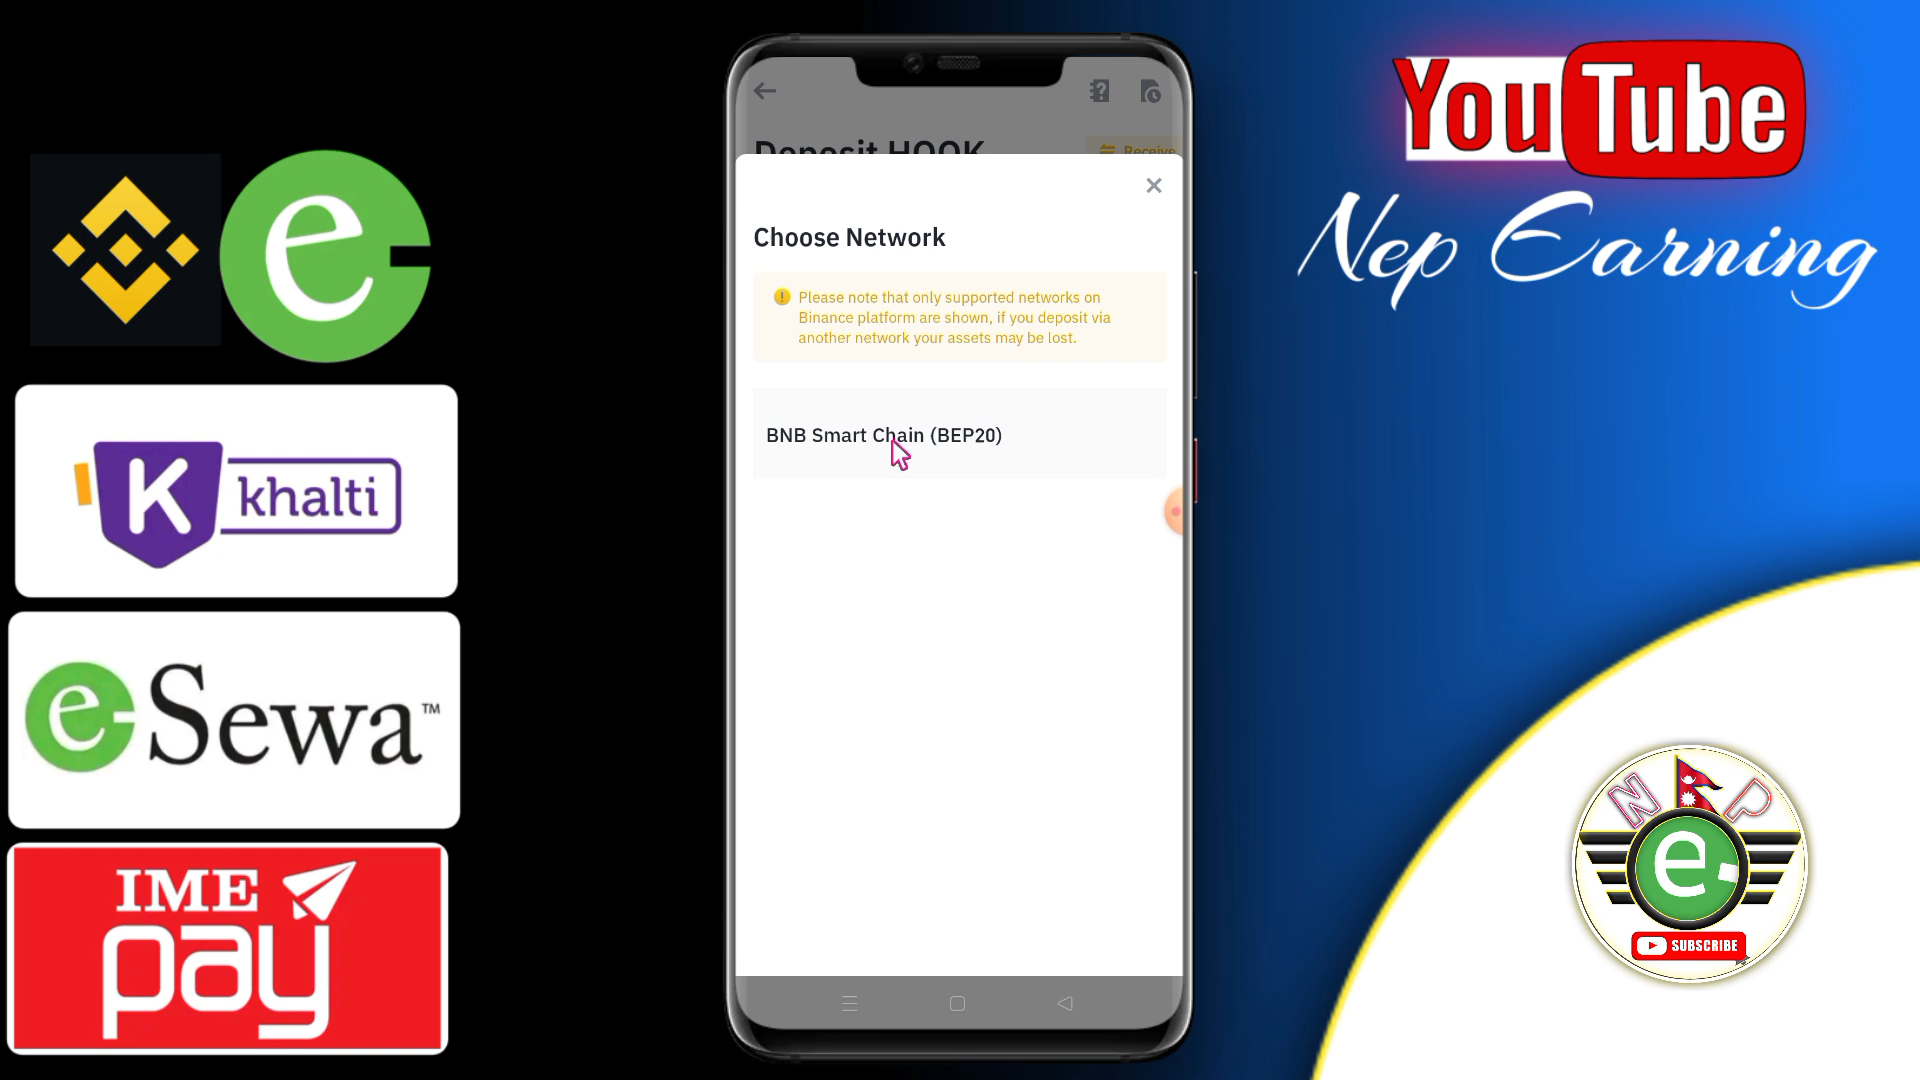 Deposit HOOK
Receive
Choose Network
Please note that only supported networks on
Binance platform are shown, if you deposit via
another network your assets may be lost.
BNB Smart Chain (BEP20)
e
K khalti
eSewa™
IME
pay
YouTube
Nep Earning
N P
e
SUBSCRIBE